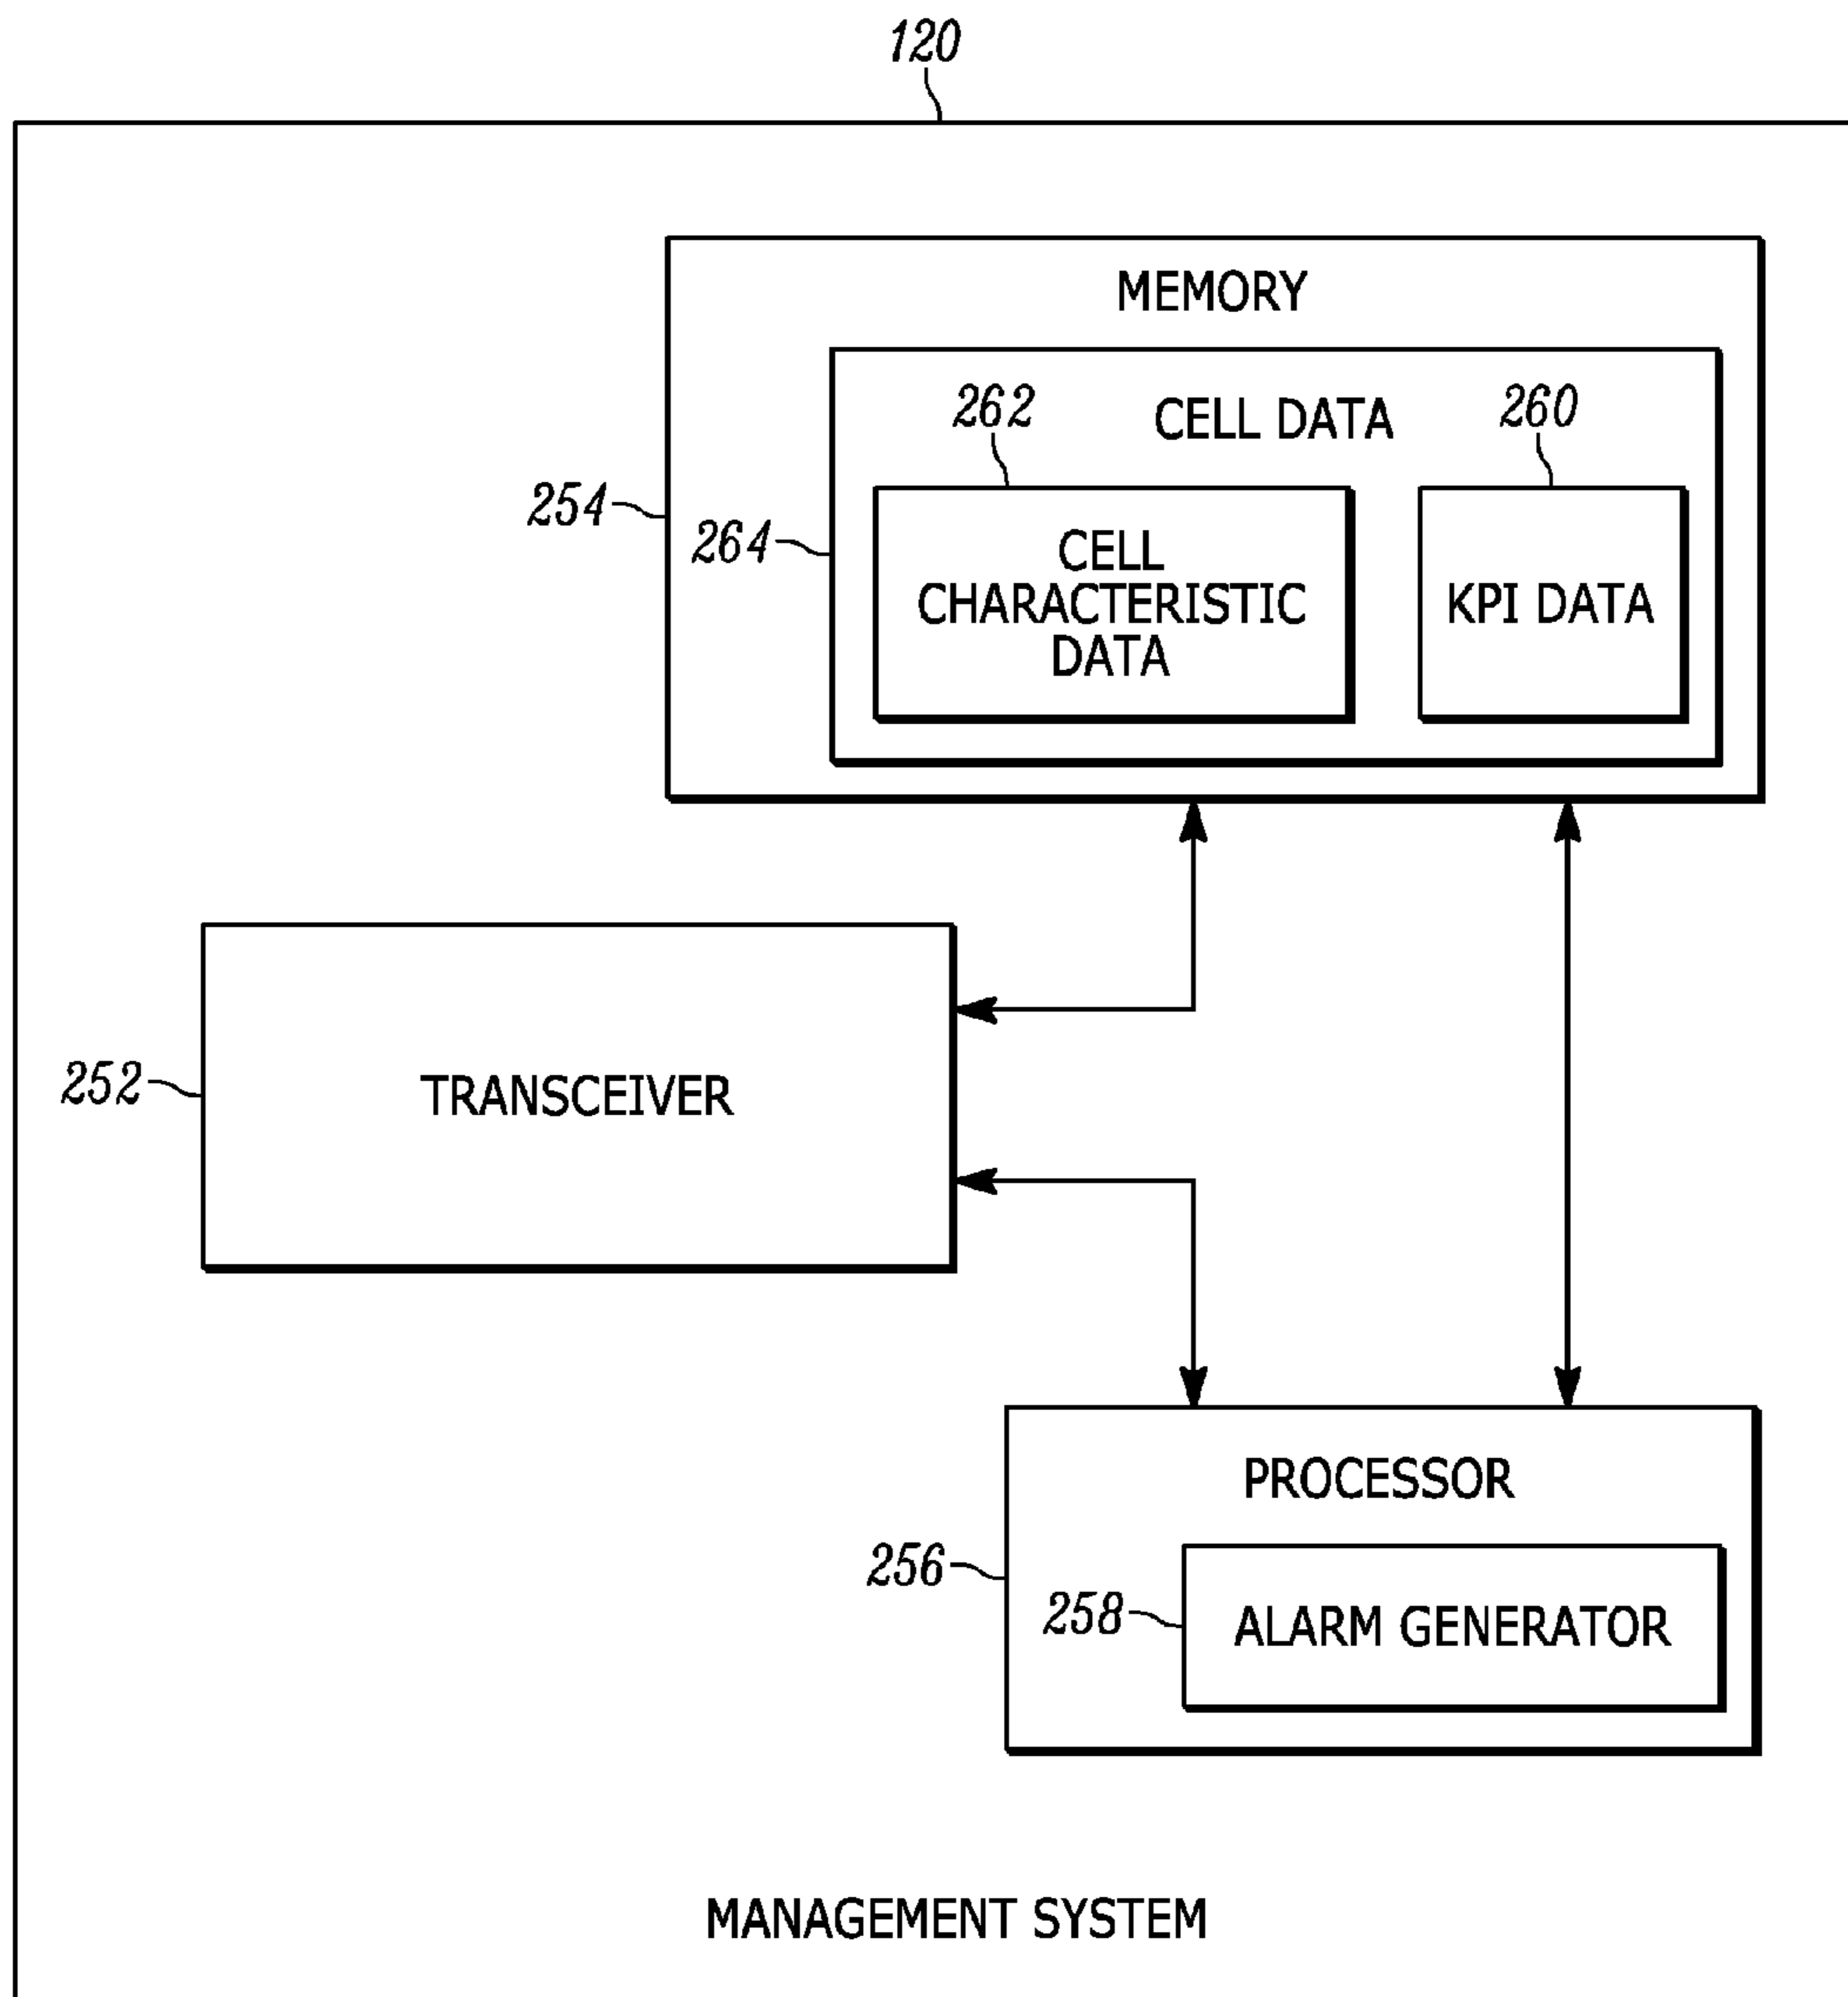 120
MEMORY
262
CELL DATA
260
254
264
CELL
CHARACTERISTIC
DATA
KPI DATA
252
TRANSCEIVER
PROCESSOR
256
258
ALARM GENERATOR
MANAGEMENT SYSTEM